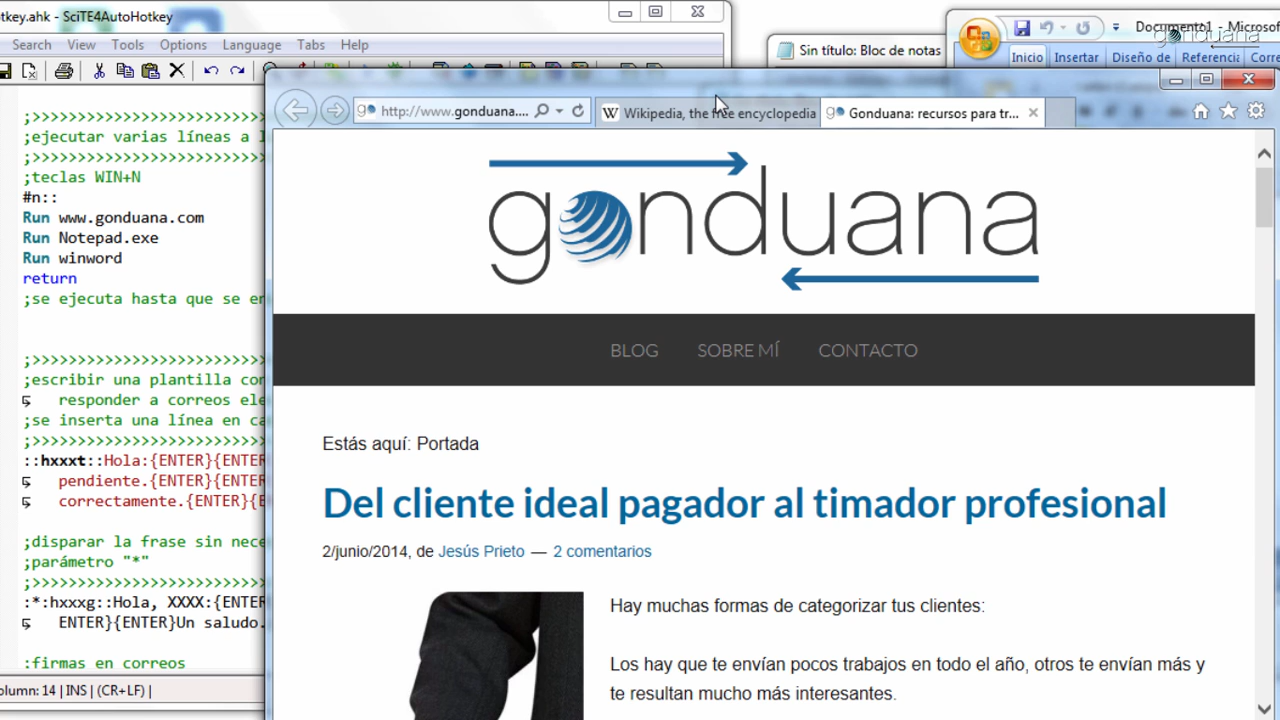 otkey.ahk - SciTE4AutoHotkey
Search View Tools Options Language Tabs Help
;>>>>>>>>>>>>>>>>>>>>>>>>>>>
;ejecutar varias líneas a l
;>>>>>>>>>>>>>>>>>>>>>>>>>>>
;teclas WIN+N
#n::
Run www.gonduana.com
Run Notepad.exe
Run winword
return
;se ejecuta hasta que se en
;>>>>>>>>>>>>>>>>>>>>>>>>>>>
;escribir una plantilla con
responder a correos ele
;se inserta una línea en ca
;>>>>>>>>>>>>>>>>>>>>>>>>>>>
::hxxxt::Hola:{ENTER}{ENTER
pendiente.{ENTER}{ENTER
correctamente.{ENTER}{E
;disparar la frase sin nece
;parámetro "*"
;>>>>>>>>>>>>>>>>>>>>>>>>>>>
:*:hxxxg::Hola, XXXX:{ENTER
ENTER}{ENTER}Un saludo.
;firmas en correos
olumn: 14 | INS | (CR+LF) |
Sin título: Bloc de notas
Documento1 - Microsof
gonduana
Inicio Insertar Diseño de Referencia Corre
http://www.gonduana....
Wikipedia, the free encyclopedia
Gonduana: recursos para tr...
gonduana
BLOG SOBRE MÍ CONTACTO
Estás aquí: Portada
Del cliente ideal pagador al timador profesional
2/junio/2014, de Jesús Prieto — 2 comentarios
Hay muchas formas de categorizar tus clientes:
Los hay que te envían pocos trabajos en todo el año, otros te envían más y
te resultan mucho más interesantes.